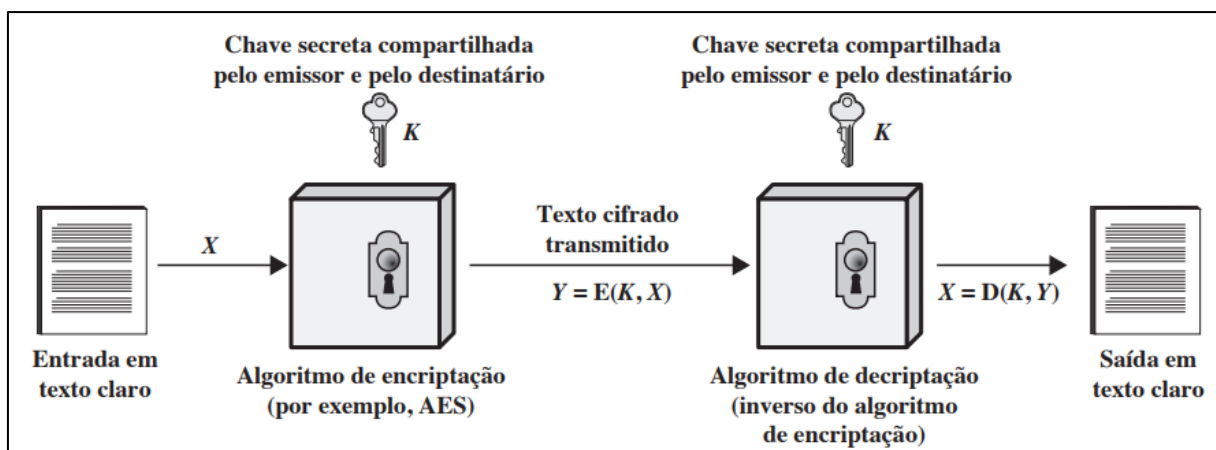 Chave secreta compartilhada
pelo emissor e pelo destinatário
K
Chave secreta compartilhada
pelo emissor e pelo destinatário
K
X
Texto cifrado
transmitido
Y = E(K, X)
X = D(K, Y)
Entrada em
texto claro
Algoritmo de encriptação
(por exemplo, AES)
Algoritmo de decriptação
(inverso do algoritmo
de encriptação)
Saída em
texto claro